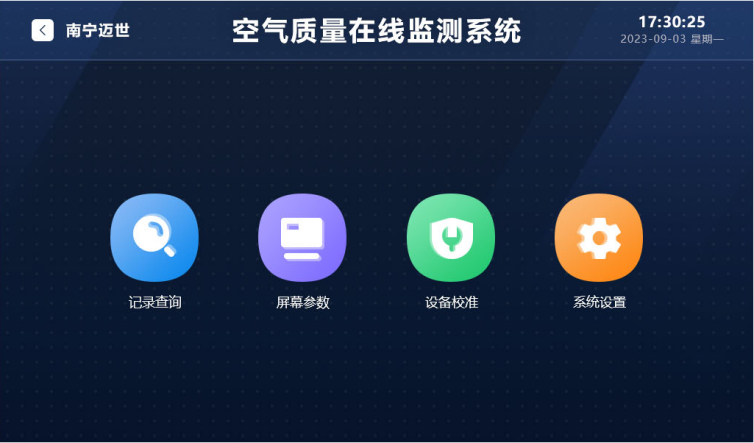 南宁迈世
空气质量在线监测系统
17:30:25
2023-09-03 星期一
记录查询
屏幕参数
设备校准
系统设置